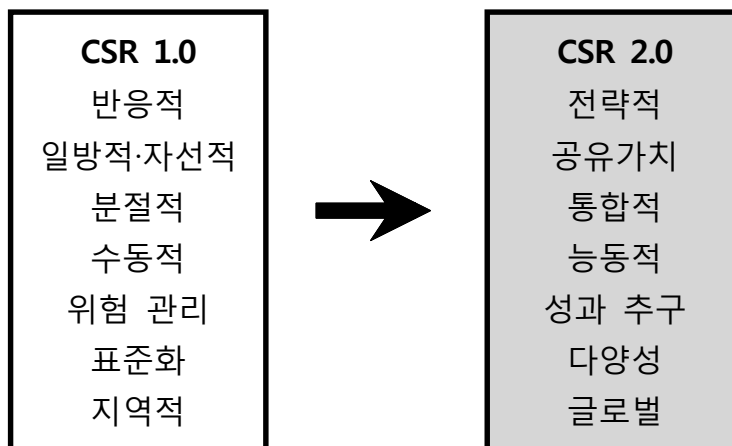 CSR 1.0
반응적
일방적·자선적
분절적
수동적
위험 관리
표준화
지역적
CSR 2.0
전략적
공유가치
통합적
능동적
성과 추구
다양성
글로벌